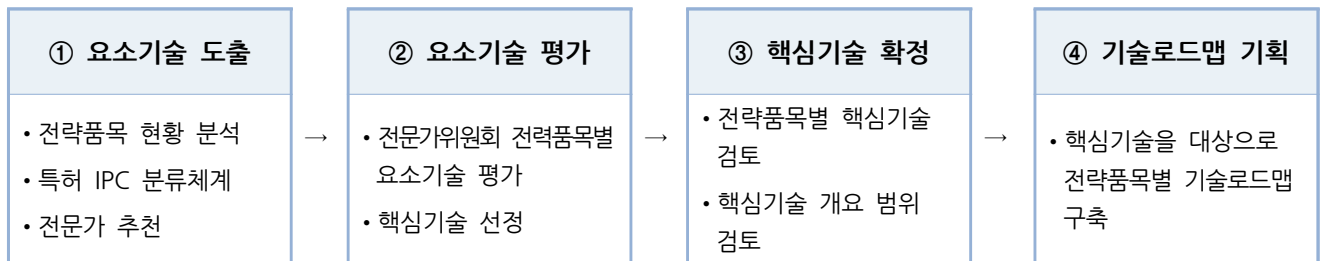 ① 요소기술 도출
• 전략품목 현황 분석
• 특허 IPC 분류체계
• 전문가 추천
→
② 요소기술 평가
• 전문가위원회 전력품목별
요소기술 평가
• 핵심기술 선정
→
③ 핵심기술 확정
• 전략품목별 핵심기술
검토
• 핵심기술 개요 범위
검토
→
④ 기술로드맵 기획
• 핵심기술을 대상으로
전략품목별 기술로드맵
구축